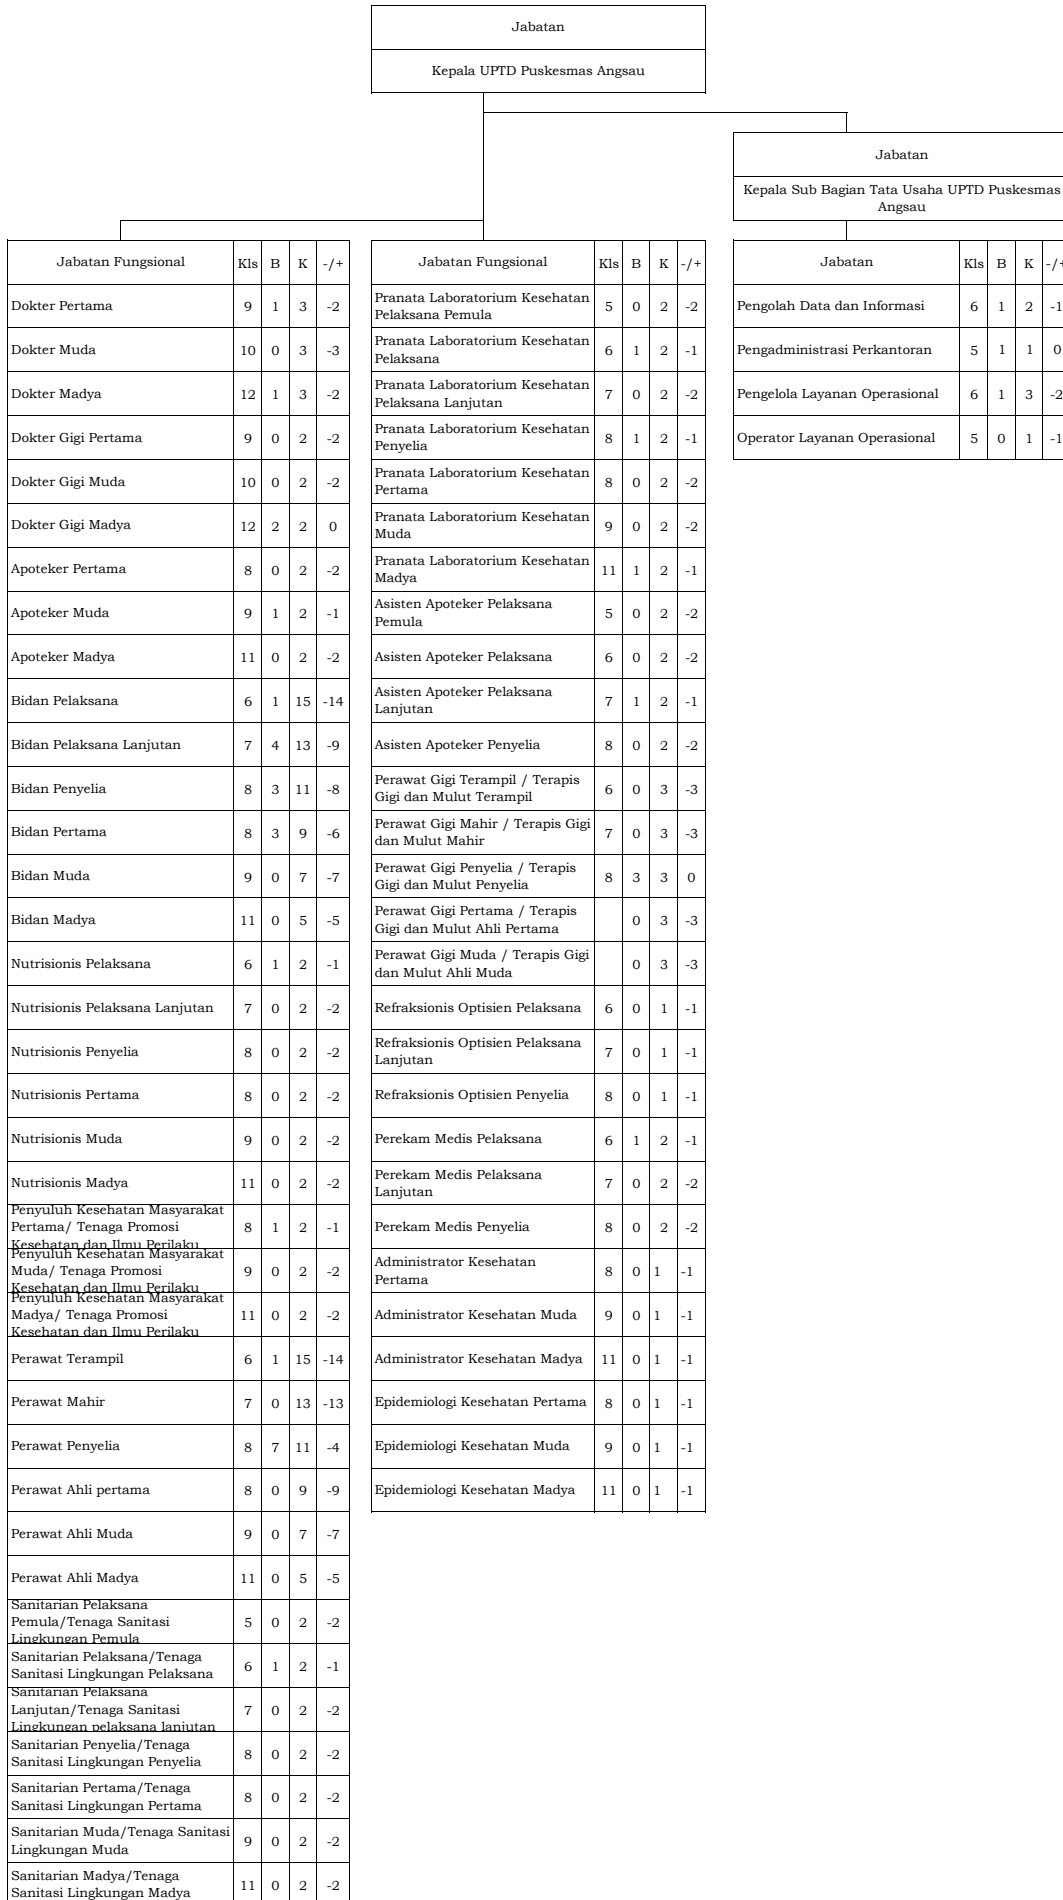 Jabatan
Kepala UPTD Puskesmas Angsau
Jabatan
Kepala Sub Bagian Tata Usaha UPTD Puskesmas
Angsau
Jabatan Fungsional Kls B K -/+
Dokter Pertama 9 1 3 -2
Dokter Muda 10 0 3 -3
Dokter Madya 12 1 3 -2
Dokter Gigi Pertama 9 0 2 -2
Dokter Gigi Muda 10 0 2 -2
Dokter Gigi Madya 12 2 2 0
Apoteker Pertama 8 0 2 -2
Apoteker Muda 9 1 2 -1
Apoteker Madya 11 0 2 -2
Bidan Pelaksana 6 1 15 -14
Bidan Pelaksana Lanjutan 7 4 13 -9
Bidan Penyelia 8 3 11 -8
Bidan Pertama 8 3 9 -6
Bidan Muda 9 0 7 -7
Bidan Madya 11 0 5 -5
Nutrisionis Pelaksana 6 1 2 -1
Nutrisionis Pelaksana Lanjutan 7 0 2 -2
Nutrisionis Penyelia 8 0 2 -2
Nutrisionis Pertama 8 0 2 -2
Nutrisionis Muda 9 0 2 -2
Nutrisionis Madya 11 0 2 -2
Penyuluh Kesehatan Masyarakat
Pertama/ Tenaga Promosi 8 1 2 -1
Kesehatan dan Ilmu Perilaku
Penyuluh Kesehatan Masyarakat
Muda/ Tenaga Promosi 9 0 2 -2
Kesehatan dan Ilmu Perilaku
Penyuluh Kesehatan Masyarakat
Madya/ Tenaga Promosi 11 0 2 -2
Kesehatan dan Ilmu Perilaku
Perawat Terampil 6 1 15 -14
Perawat Mahir 7 0 13 -13
Perawat Penyelia 8 7 11 -4
Perawat Ahli pertama 8 0 9 -9
Perawat Ahli Muda 9 0 7 -7
Perawat Ahli Madya 11 0 5 -5
Sanitarian Pelaksana
Pemula/Tenaga Sanitasi 5 0 2 -2
Lingkungan Pemula
Sanitarian Pelaksana/Tenaga
Sanitasi Lingkungan Pelaksana 6 1 2 -1
Sanitarian Pelaksana
Lanjutan/Tenaga Sanitasi 7 0 2 -2
Lingkungan pelaksana lanjutan
Sanitarian Penyelia/Tenaga
Sanitasi Lingkungan Penyelia 8 0 2 -2
Sanitarian Pertama/Tenaga
Sanitasi Lingkungan Pertama 8 0 2 -2
Sanitarian Muda/Tenaga Sanitasi
Lingkungan Muda 9 0 2 -2
Sanitarian Madya/Tenaga
Sanitasi Lingkungan Madya 11 0 2 -2
Jabatan Fungsional Kls B K -/+
Pranata Laboratorium Kesehatan
Pelaksana Pemula 5 0 2 -2
Pranata Laboratorium Kesehatan
Pelaksana 6 1 2 -1
Pranata Laboratorium Kesehatan
Pelaksana Lanjutan 7 0 2 -2
Pranata Laboratorium Kesehatan
Penyelia 8 1 2 -1
Pranata Laboratorium Kesehatan
Pertama 8 0 2 -2
Pranata Laboratorium Kesehatan
Muda 9 0 2 -2
Pranata Laboratorium Kesehatan
Madya 11 1 2 -1
Asisten Apoteker Pelaksana
Pemula 5 0 2 -2
Asisten Apoteker Pelaksana 6 0 2 -2
Asisten Apoteker Pelaksana
Lanjutan 7 1 2 -1
Asisten Apoteker Penyelia 8 0 2 -2
Perawat Gigi Terampil / Terapis
Gigi dan Mulut Terampil 6 0 3 -3
Perawat Gigi Mahir / Terapis Gigi
dan Mulut Mahir 7 0 3 -3
Perawat Gigi Penyelia / Terapis
Gigi dan Mulut Penyelia 8 3 3 0
Perawat Gigi Pertama / Terapis
Gigi dan Mulut Ahli Pertama 0 3 -3
Perawat Gigi Muda / Terapis Gigi
dan Mulut Ahli Muda 0 3 -3
Refraksionis Optisien Pelaksana 6 0 1 -1
Refraksionis Optisien Pelaksana
Lanjutan 7 0 1 -1
Refraksionis Optisien Penyelia 8 0 1 -1
Perekam Medis Pelaksana 6 1 2 -1
Perekam Medis Pelaksana
Lanjutan 7 0 2 -2
Perekam Medis Penyelia 8 0 2 -2
Administrator Kesehatan
Pertama 8 0 1 -1
Administrator Kesehatan Muda 9 0 1 -1
Administrator Kesehatan Madya 11 0 1 -1
Epidemiologi Kesehatan Pertama 8 0 1 -1
Epidemiologi Kesehatan Muda 9 0 1 -1
Epidemiologi Kesehatan Madya 11 0 1 -1
Jabatan Kls B K -/+
Pengolah Data dan Informasi 6 1 2 -1
Pengadministrasi Perkantoran 5 1 1 0
Pengelola Layanan Operasional 6 1 3 -2
Operator Layanan Operasional 5 0 1 -1